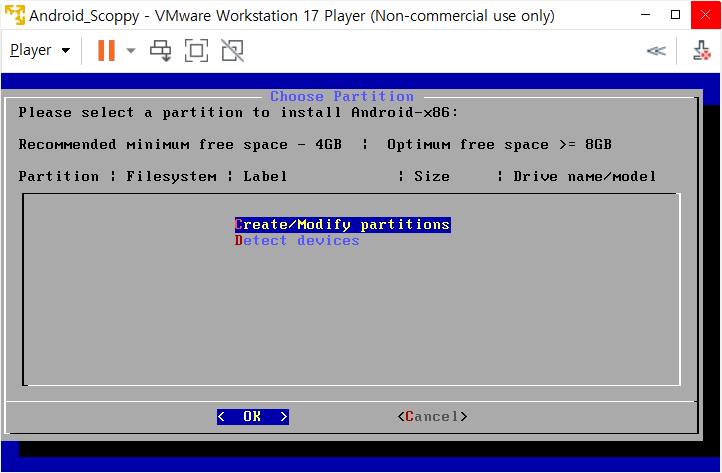 Android_Scoppy - VMware Workstation 17 Player (Non-commercial use only)
Player
Choose Partition
Please select a partition to install Android-x86:
Recommended minimum free space - 4GB ¦ Optimum free space >= 8GB
Partition ¦ Filesystem ¦ Label ¦ Size ¦ Drive name/model
Create/Modify partitions
Detect devices
< OK > <Cancel>